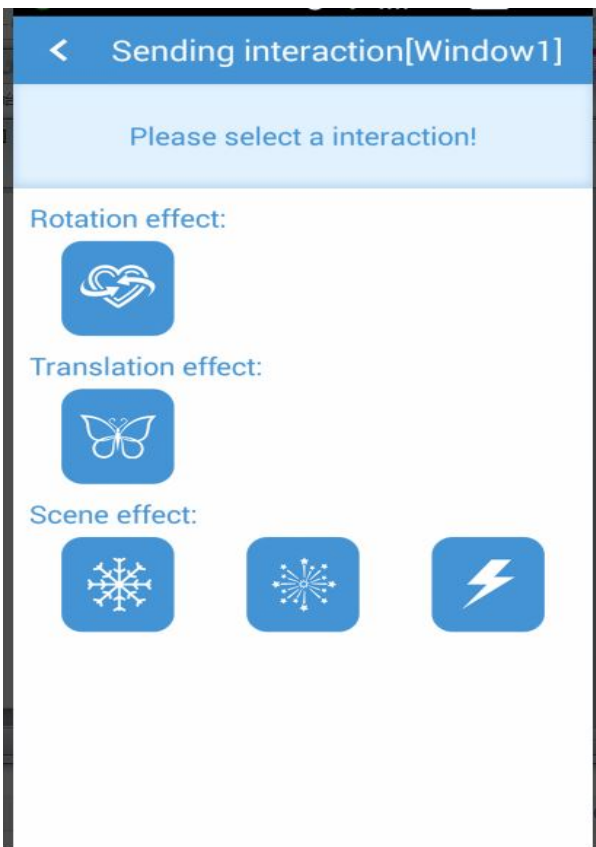 Sending interaction[Window1]
Please select a interaction!
Rotation effect:
Translation effect:
Scene effect: